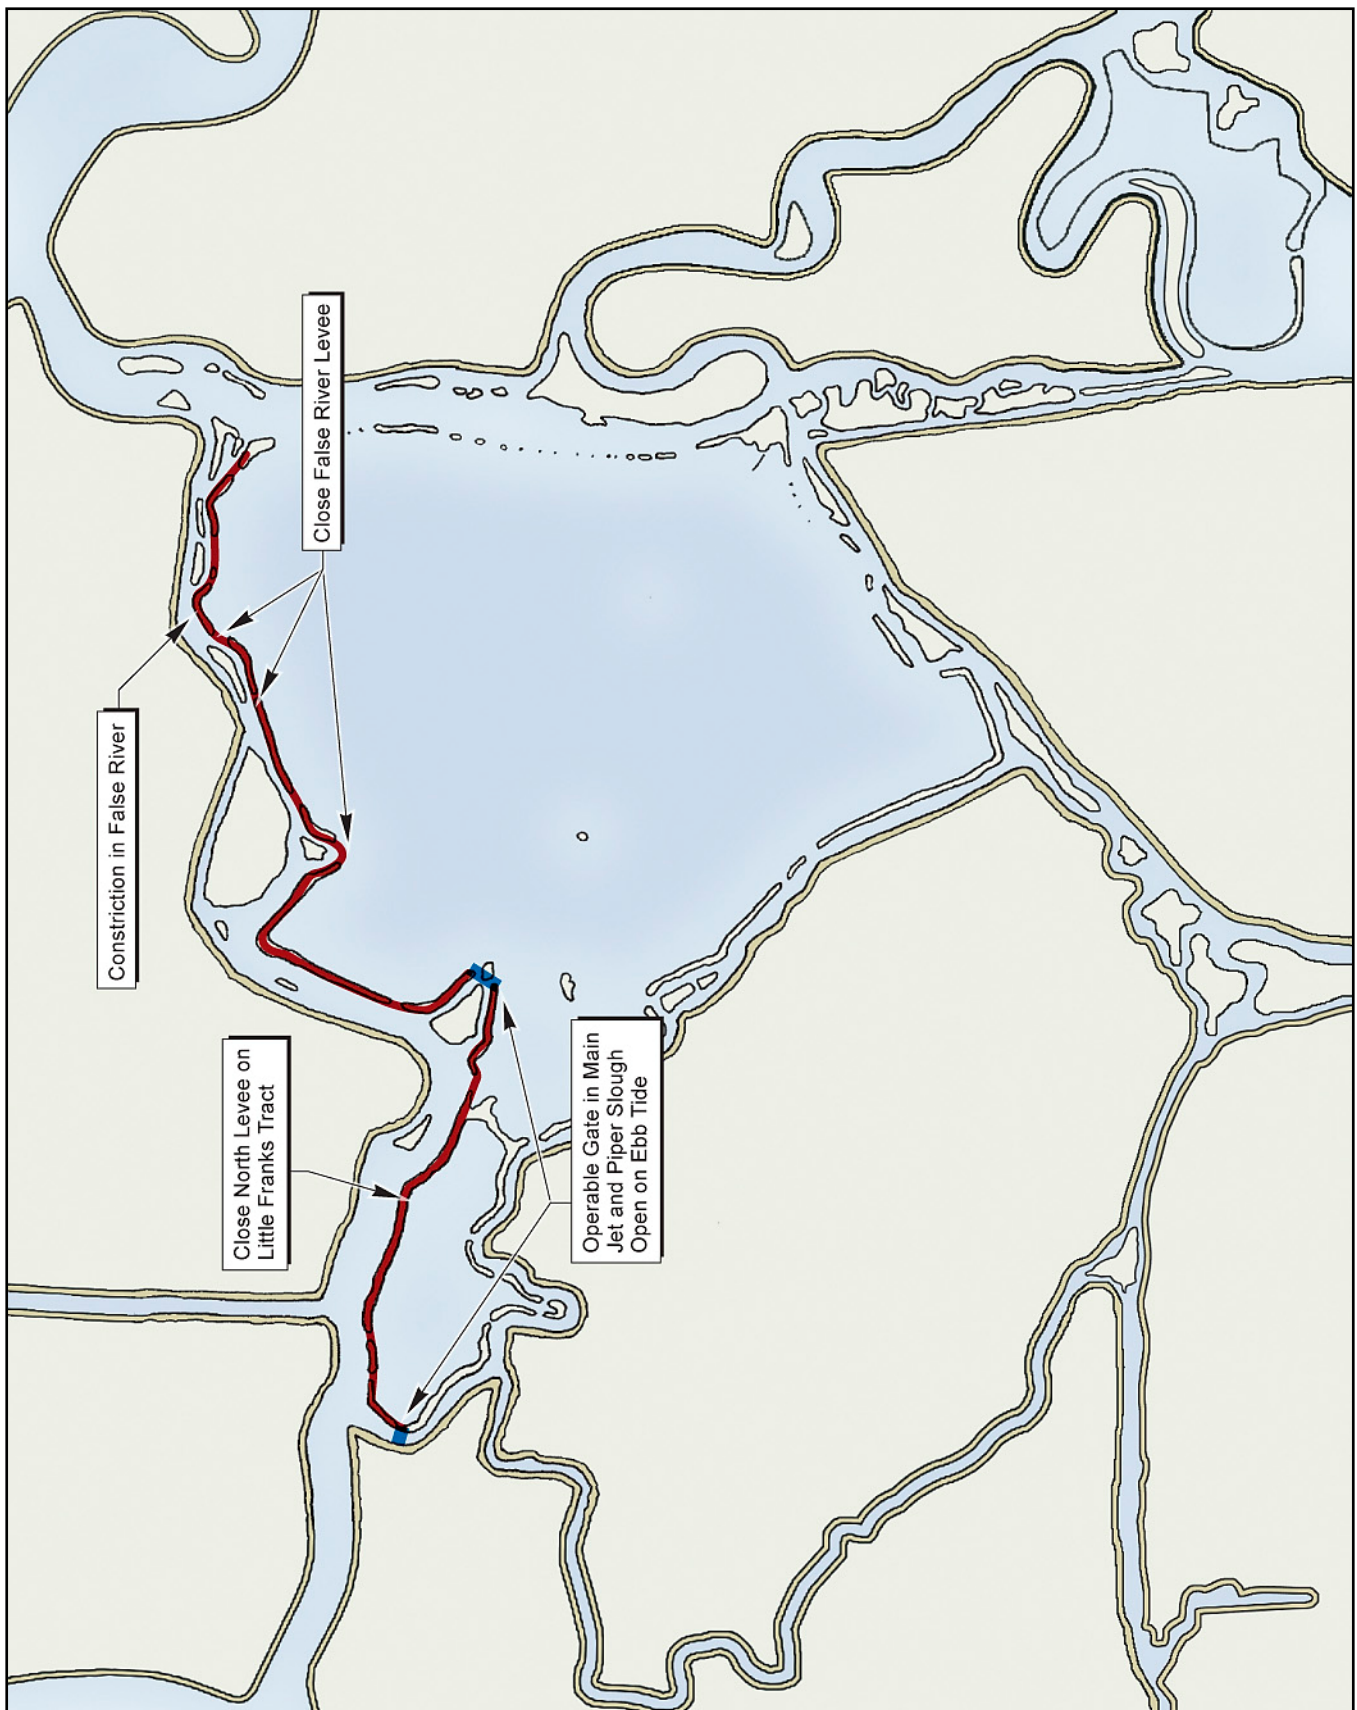 Constriction in False River
Close False River Levee
Close North Levee on
Little Franks Tract
Operable Gate in Main
Jet and Piper Slough
Open on Ebb Tide